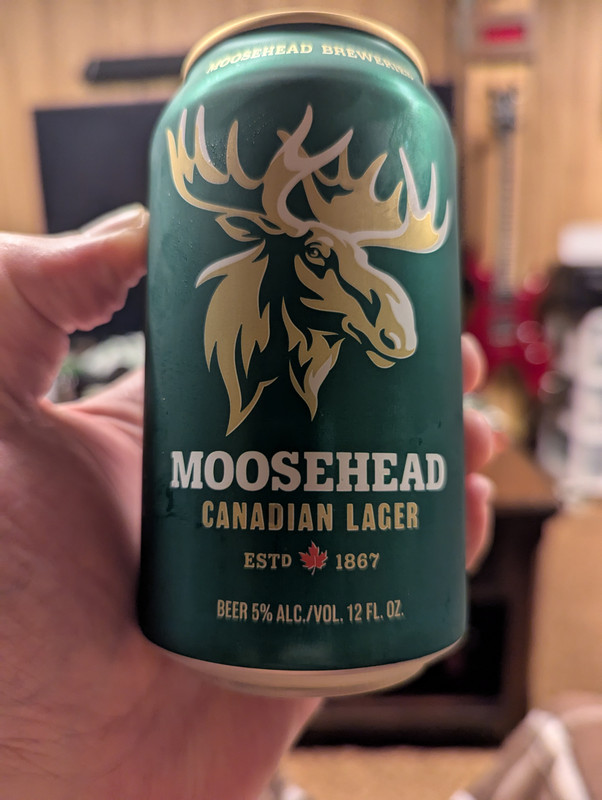 MOOSEHEAD BREWERIES
MOOSEHEAD
CANADIAN LAGER
ESTD 1867
BEER 5% ALC./VOL. 12 FL. OZ.